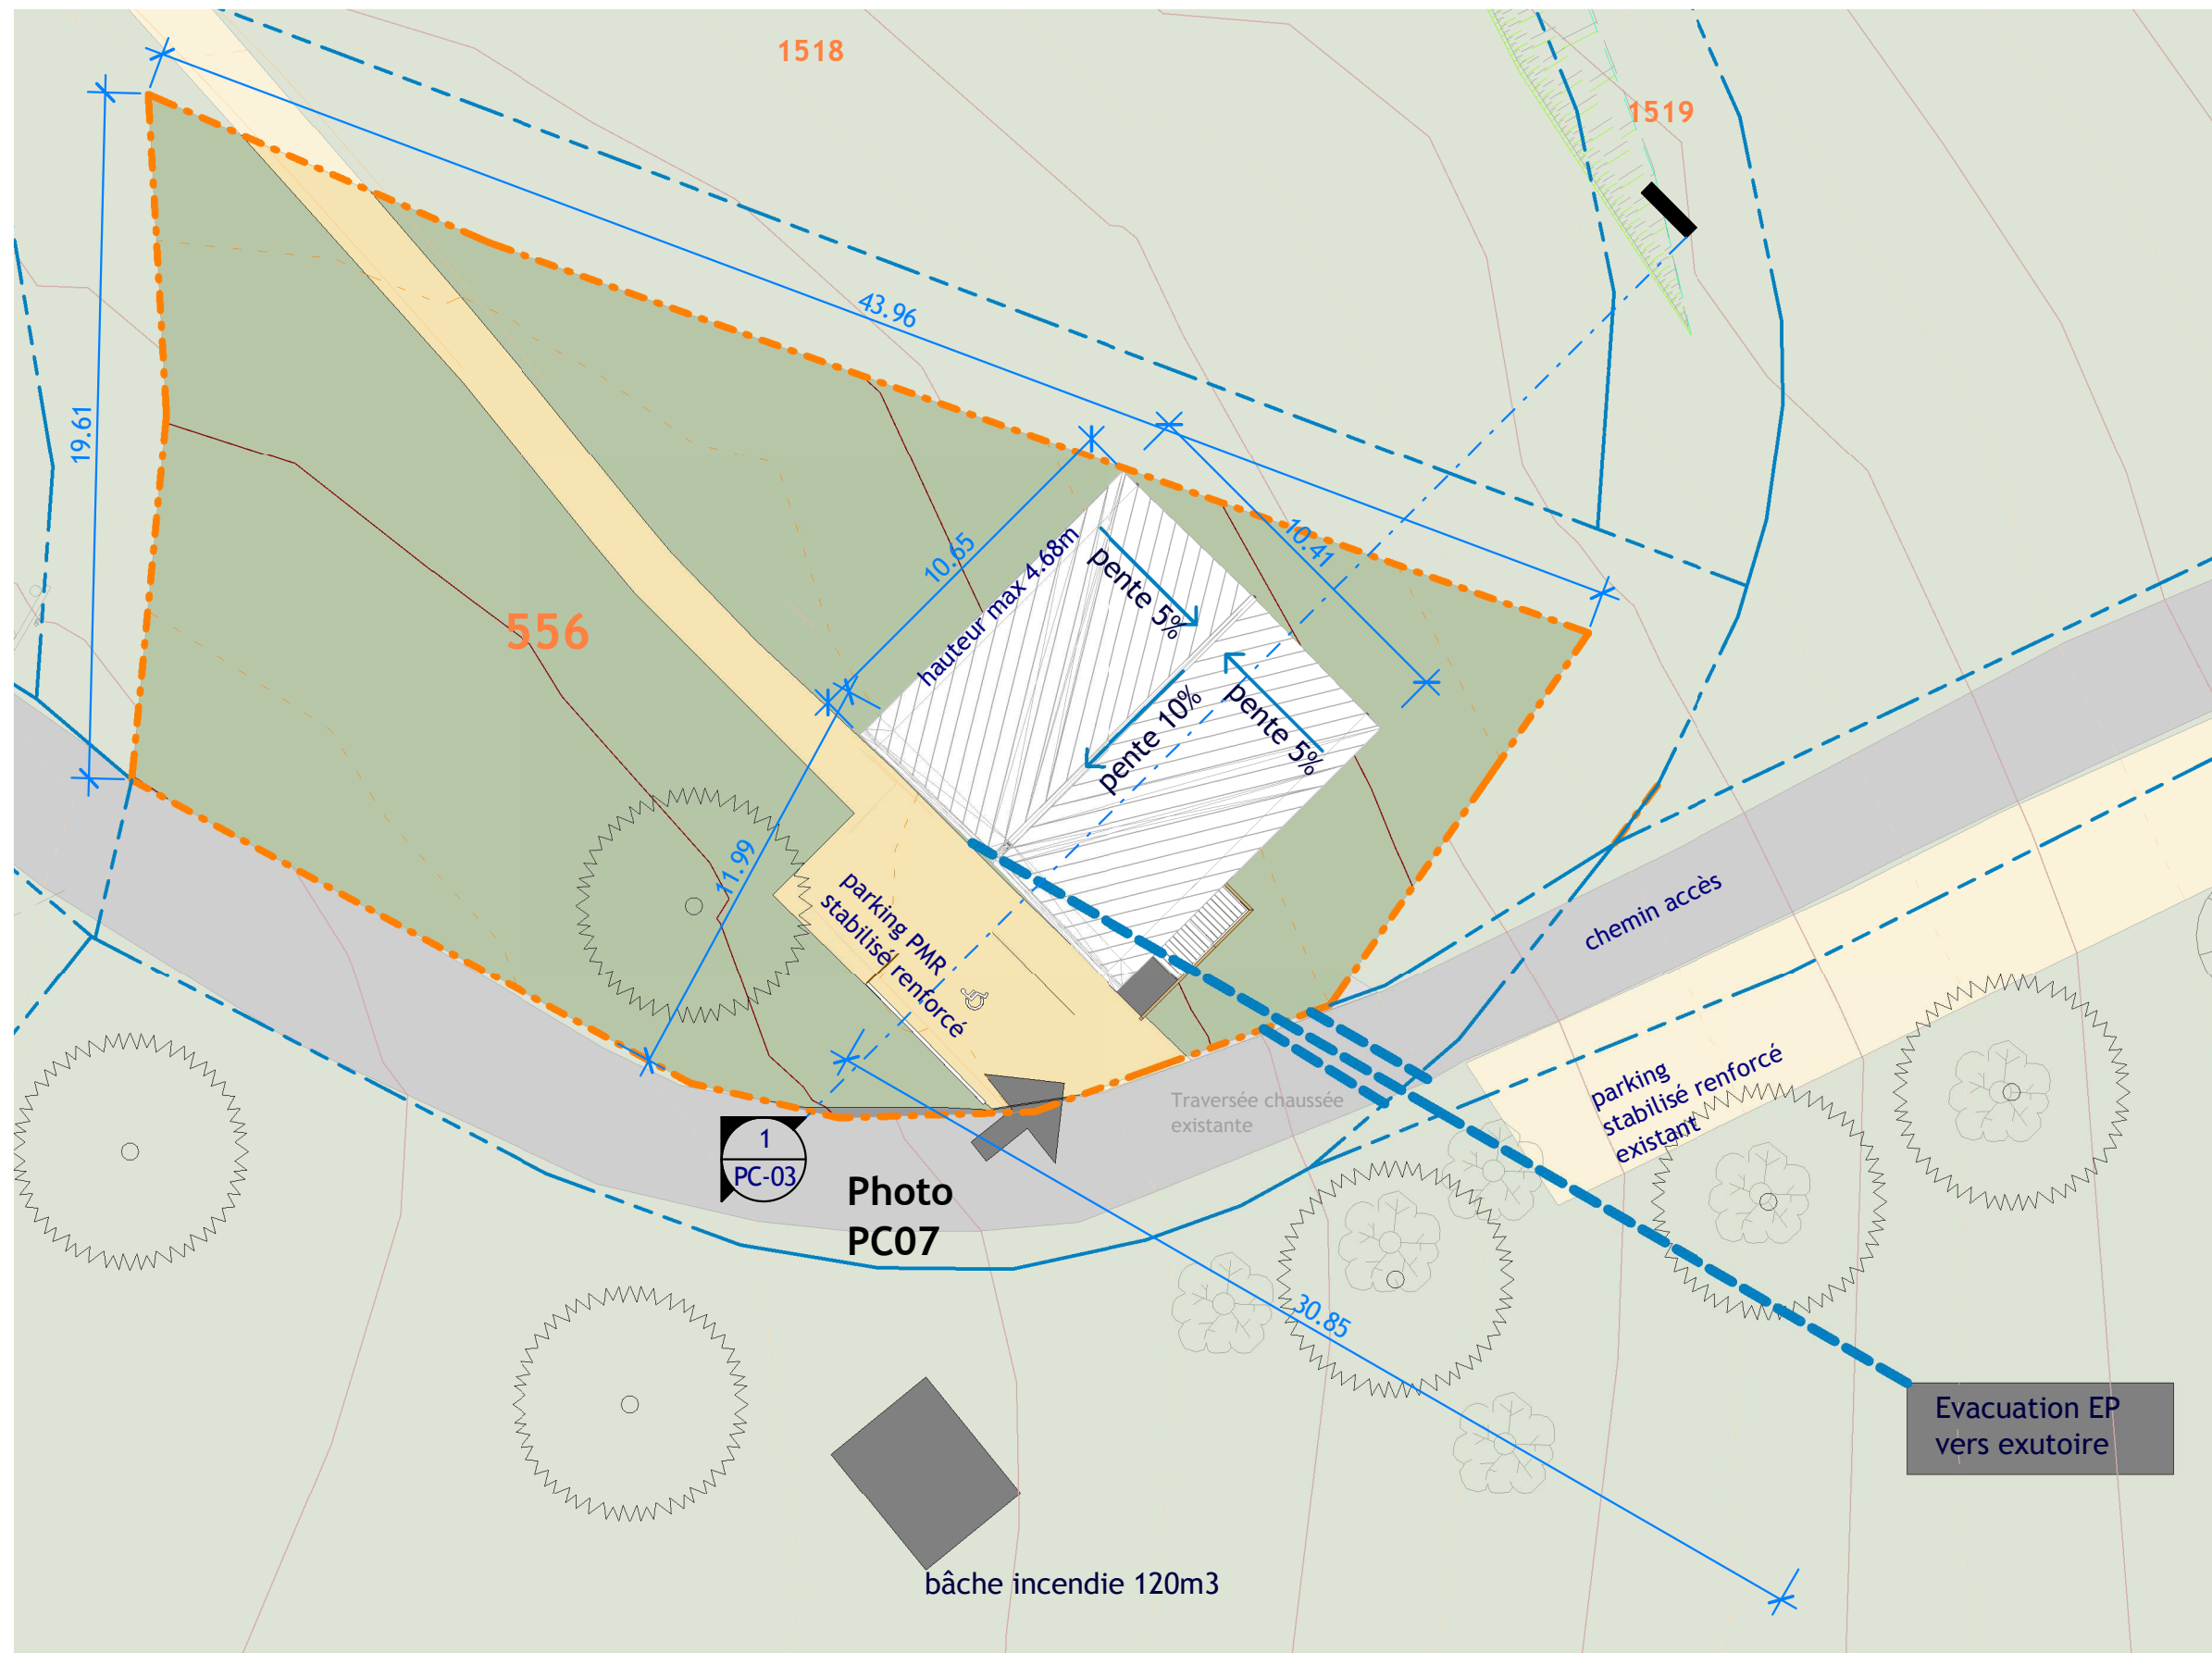 1518
1519
43.96
19.61
10.65
10.41
hauteur max 4.68m
pente 5%
556
pente 10%
pente 5%
11.99
parking PMR
stabilisé renforcé
chemin accès
parking
stabilisé renforcé
existant
Traversée chaussée
existante
1
PC-03
Photo
PC07
30.85
Evacuation EP
vers exutoire
bâche incendie 120m3